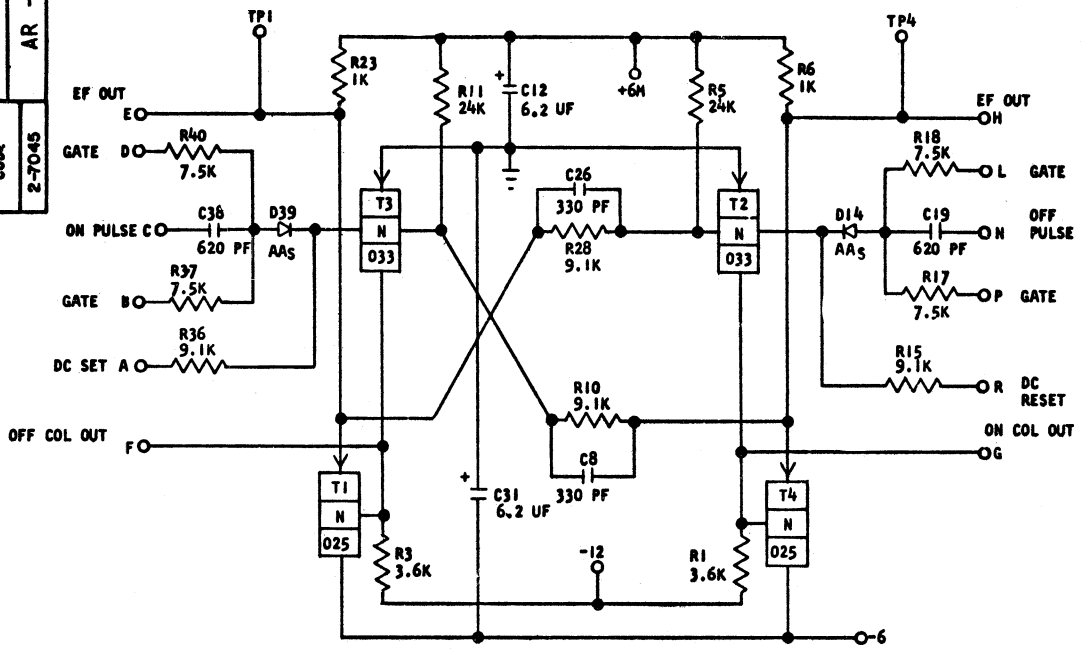 AR -
2-7045
TP1
TP4
R23
1K
R11
24K
+
C12
6.2 UF
+6M
R5
24K
R6
1K
EF OUT
E
EF OUT
H
GATE D
R40
7.5K
R18
7.5K
L GATE
ON PULSE C
C38
620 PF
D39
AAS
T3
N
033
C26
330 PF
R28
9.1K
T2
N
033
D14
AAS
C19
620 PF
N OFF
PULSE
GATE B
R37
7.5K
R17
7.5K
P GATE
DC SET A
R36
9.1K
R15
9.1K
R DC
RESET
R10
9.1K
C8
330 PF
OFF COL OUT
F
ON COL OUT
G
T1
N
025
+
C31
6.2 UF
T4
N
025
R3
3.6K
-12
R1
3.6K
-6